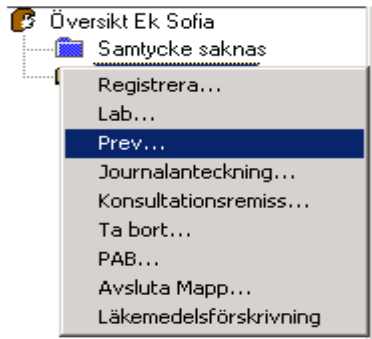 Översikt Ek Sofia
Samtycke saknas
Registrera...
Lab...
Prev...
Journalanteckning...
Konsultationsremiss...
Ta bort...
PAB...
Avsluta Mapp...
Läkemedelsförskrivning